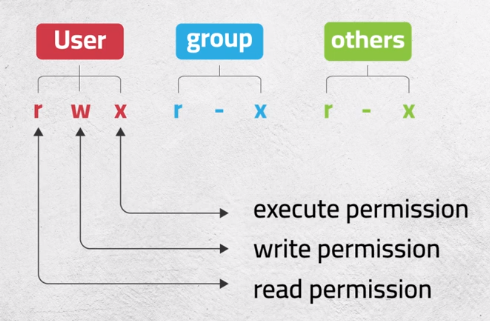 User group others
r w x r - x r - x
execute permission
write permission
read permission